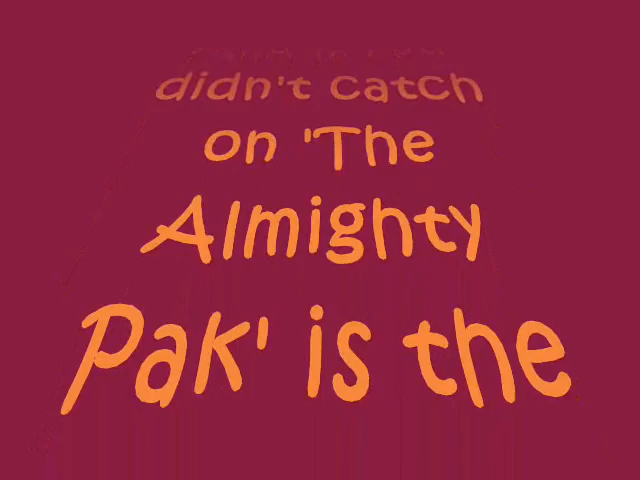 didn't catch
on 'The
Almighty
Pak' is the